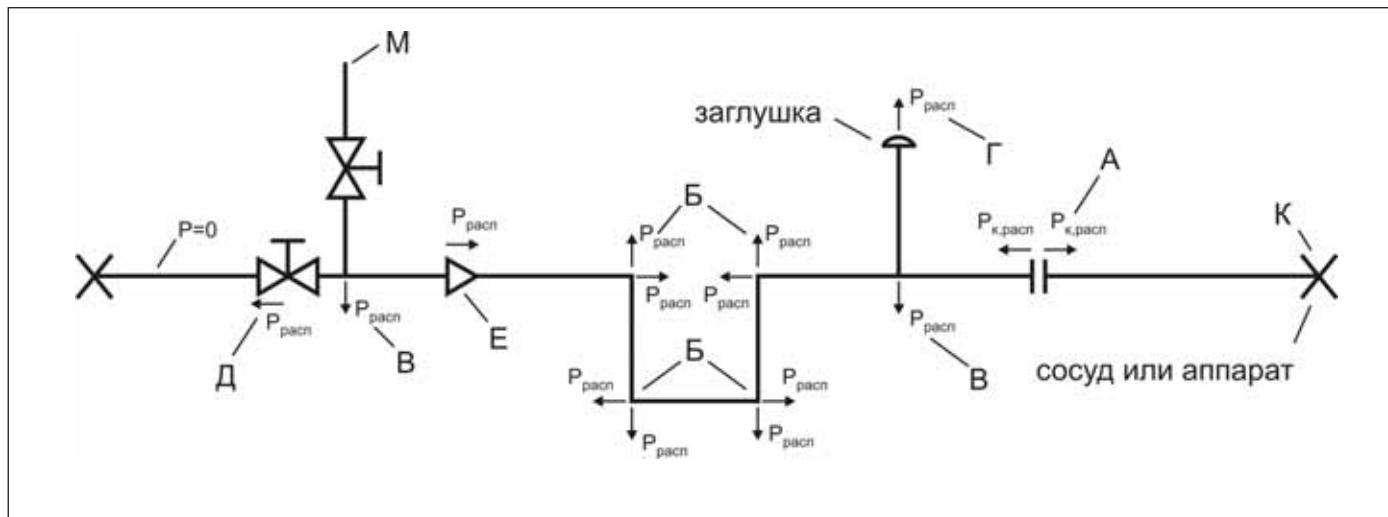 М
заглушка
Pрасп
Г
А
Б
Pрасп
P=0
Pрасп
Pрасп
Pк,расп
Pк,расп
К
Pрасп
Pрасп
Pрасп
Pрасп
Pрасп
Pрасп
Д
В
Е
Б
В
сосуд или аппарат
Pрасп
Pрасп
Pрасп
Pрасп